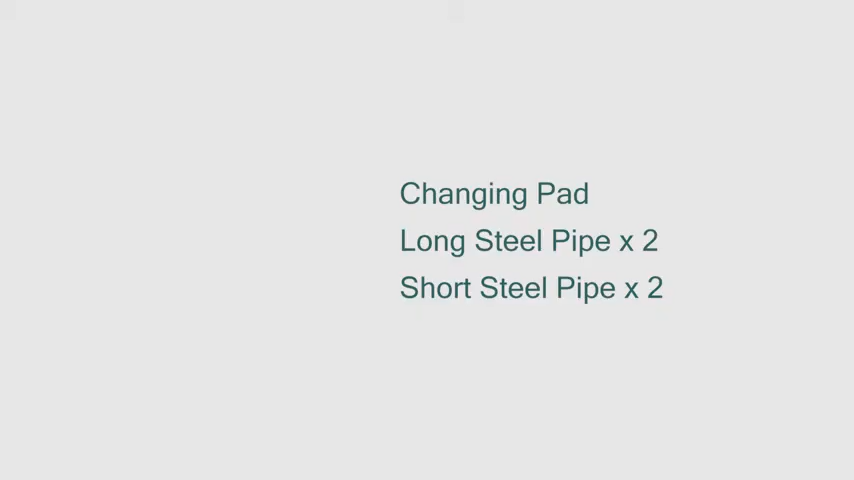 Changing Pad
Long Steel Pipe x 2
Short Steel Pipe x 2